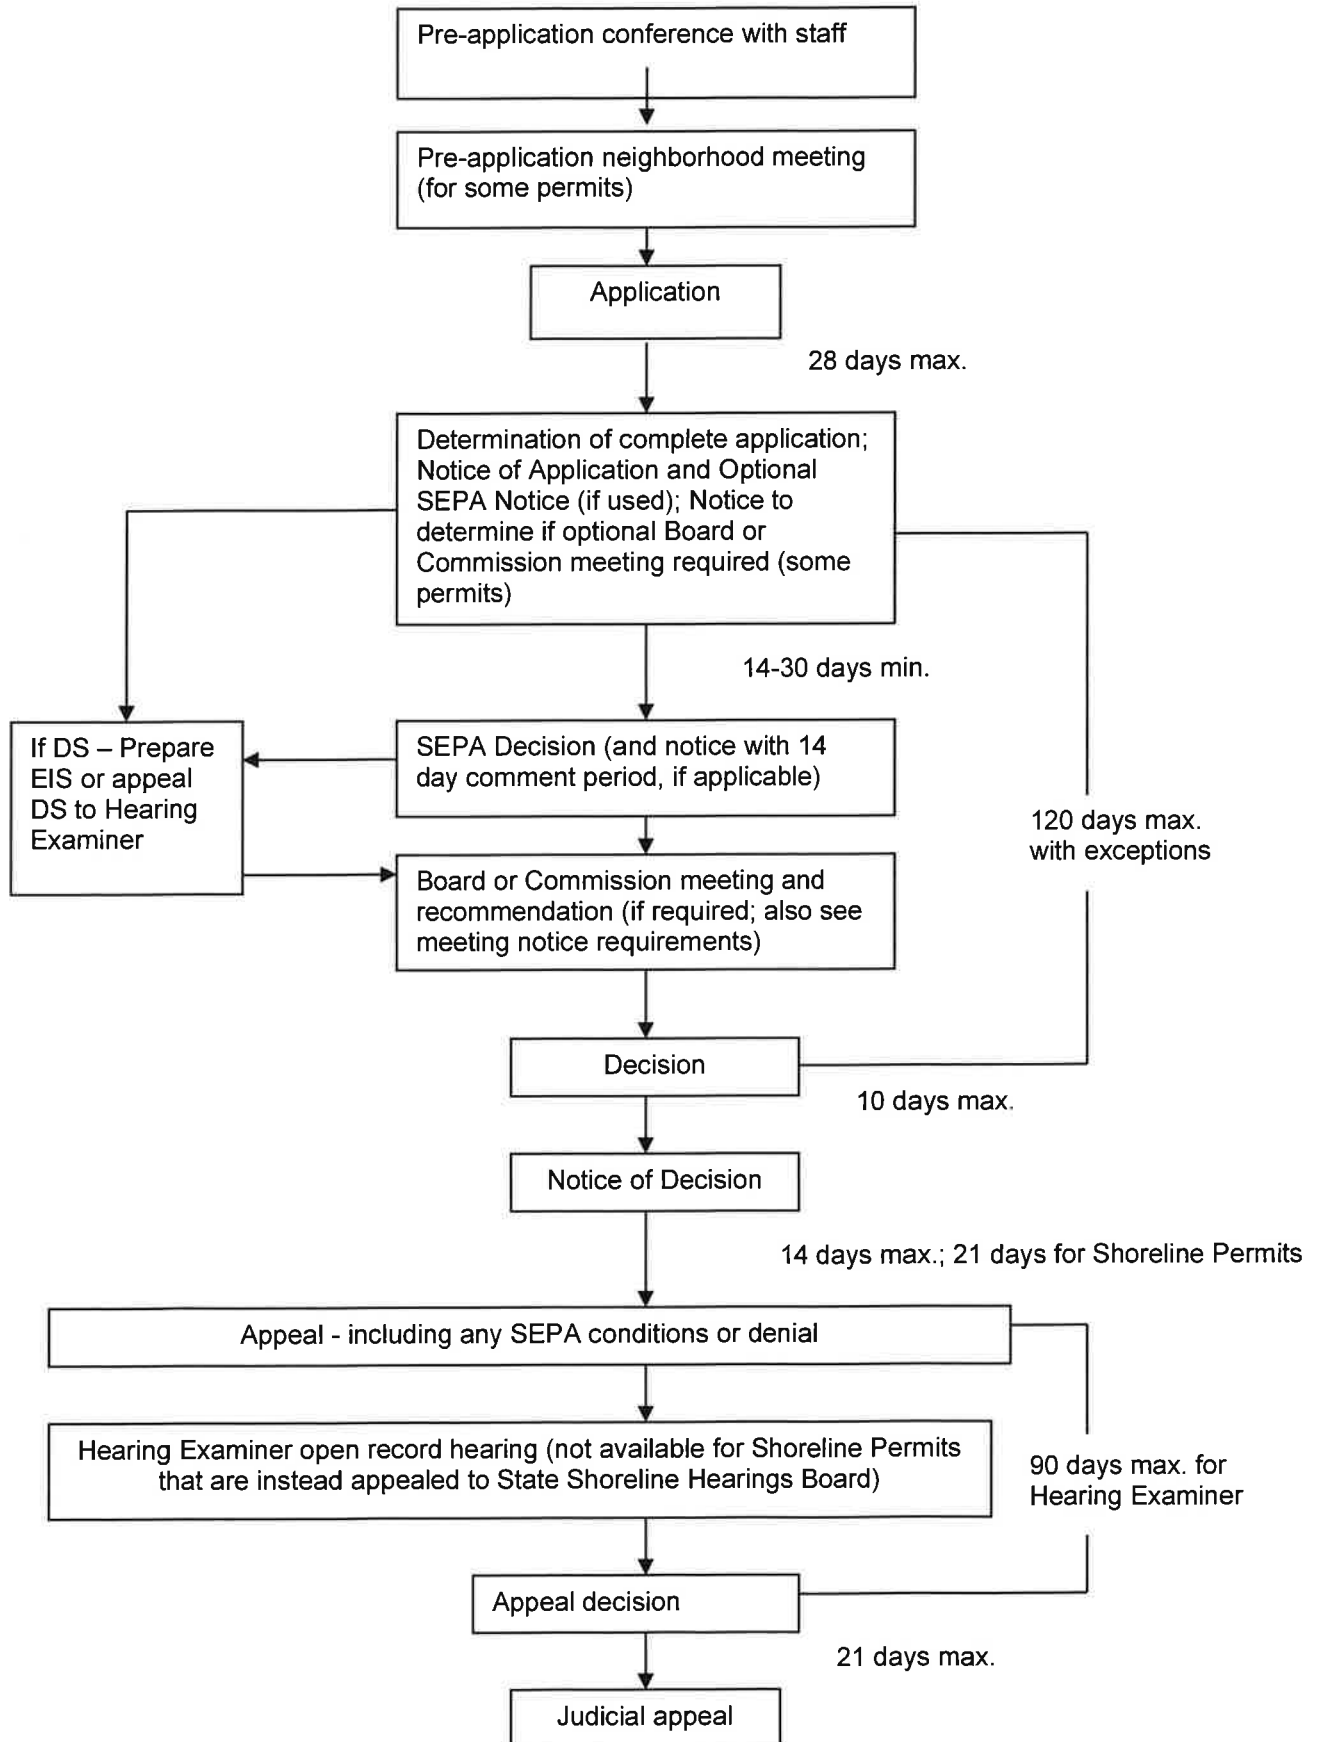 Pre-application conference with staff
Pre-application neighborhood meeting
(for some permits)
Application
28 days max.
Determination of complete application;
Notice of Application and Optional
SEPA Notice (if used); Notice to
determine if optional Board or
Commission meeting required (some
permits)
14-30 days min.
If DS – Prepare
EIS or appeal
DS to Hearing
Examiner
SEPA Decision (and notice with 14
day comment period, if applicable)
120 days max.
with exceptions
Board or Commission meeting and
recommendation (if required; also see
meeting notice requirements)
Decision
10 days max.
Notice of Decision
14 days max.; 21 days for Shoreline Permits
Appeal - including any SEPA conditions or denial
Hearing Examiner open record hearing (not available for Shoreline Permits
that are instead appealed to State Shoreline Hearings Board)
90 days max. for
Hearing Examiner
Appeal decision
21 days max.
Judicial appeal